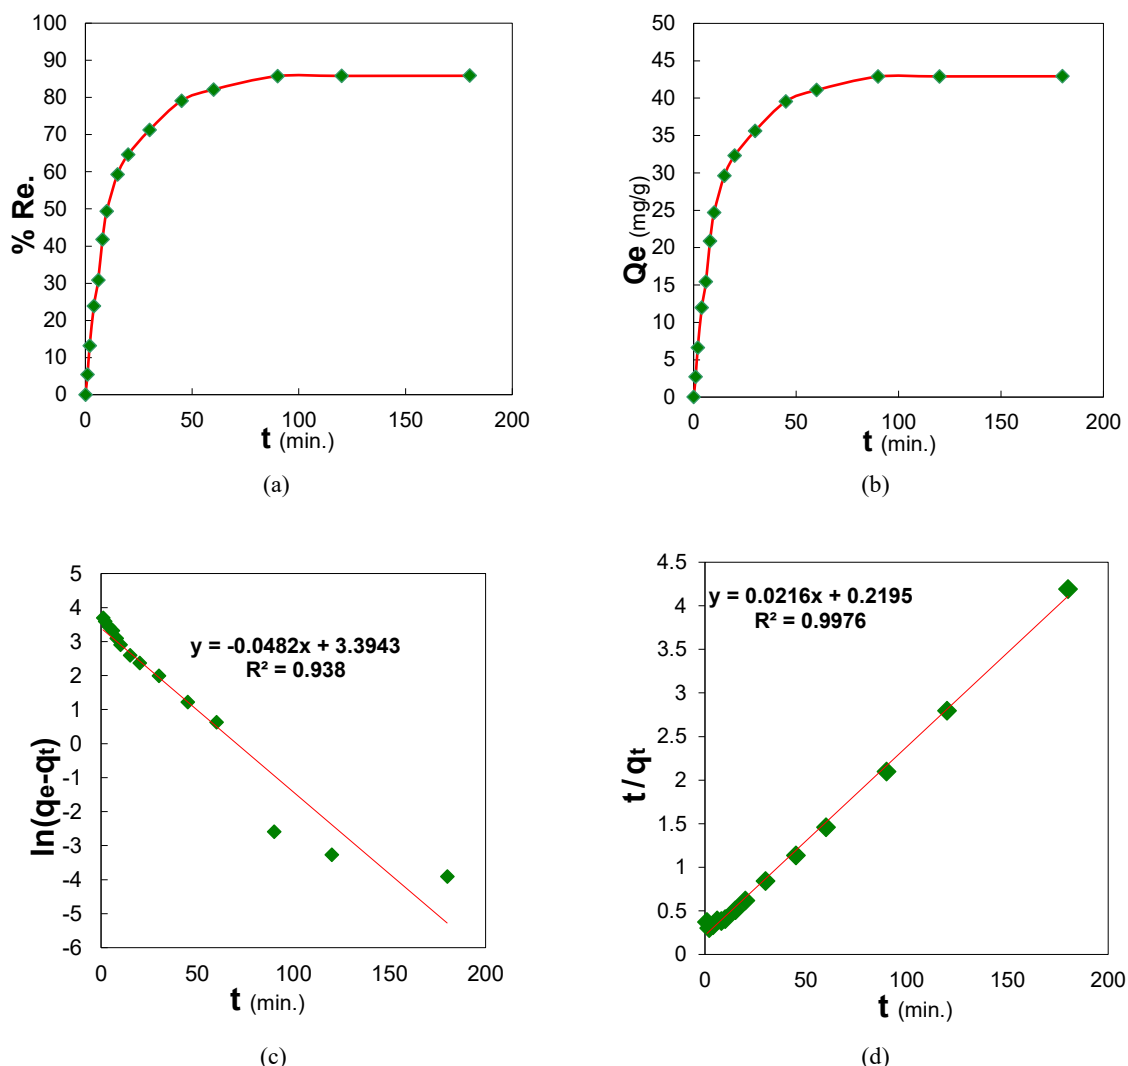 100
90
80
70
60
50
40
30
20
10
0
% Re.
0 50 100 150 200
t (min.)
(a)
50
45
40
35
30
25
20
15
10
5
0
Qe (mg/g)
0 50 100 150 200
t (min.)
(b)
5
4
3
2
1
0
-1
-2
-3
-4
-5
-6
ln(qe-qt)
y = -0.0482x + 3.3943
R² = 0.938
0 50 100 150 200
t (min.)
(c)
4.5
4
3.5
3
2.5
2
1.5
1
0.5
0
t/qt
y = 0.0216x + 0.2195
R² = 0.9976
0 50 100 150 200
t (min.)
(d)